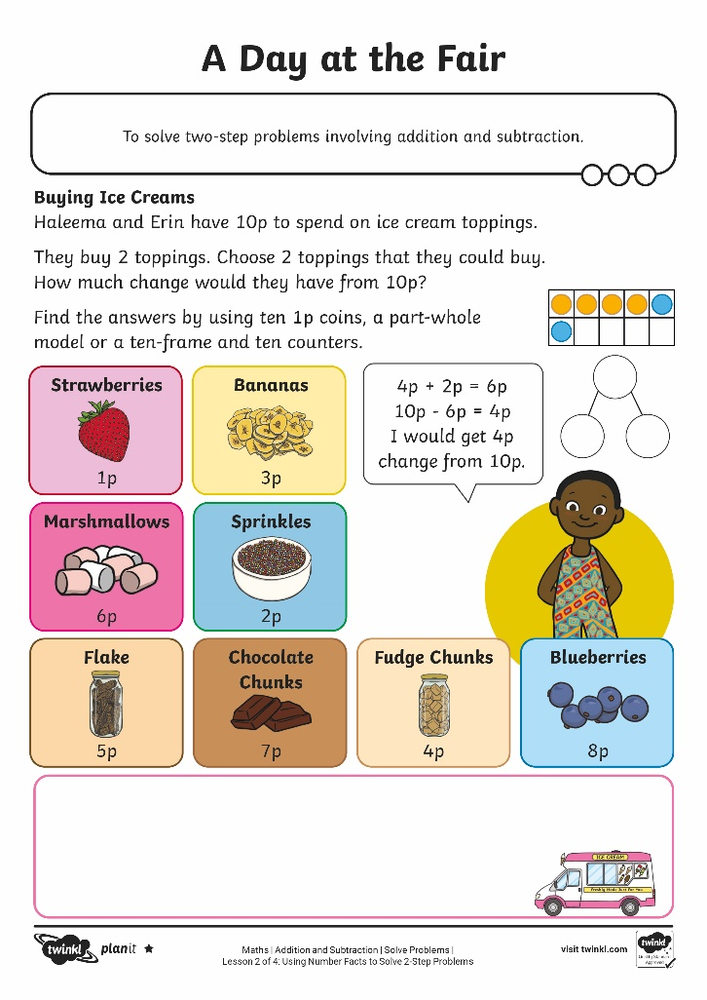 A Day at the Fair
To solve two-step problems involving addition and subtraction.
Buying Ice Creams
Haleema and Erin have 10p to spend on ice cream toppings.
They buy 2 toppings. Choose 2 toppings that they could buy.
How much change would they have from 10p?
Find the answers by using ten 1p coins, a part-whole
model or a ten-frame and ten counters.
Strawberries
1p
Bananas
3p
4p + 2p = 6p
10p - 6p = 4p
I would get 4p
change from 10p.
Marshmallows
6p
Sprinkles
2p
Flake
5p
Chocolate
Chunks
7p
Fudge Chunks
4p
Blueberries
8p
ICE CREAM
twinkl planit
Maths | Addition and Subtraction | Solve Problems |
Lesson 2 of 4: Using Number Facts to Solve 2-Step Problems
visit twinkl.com
twinkl
Quality Standard
Approved